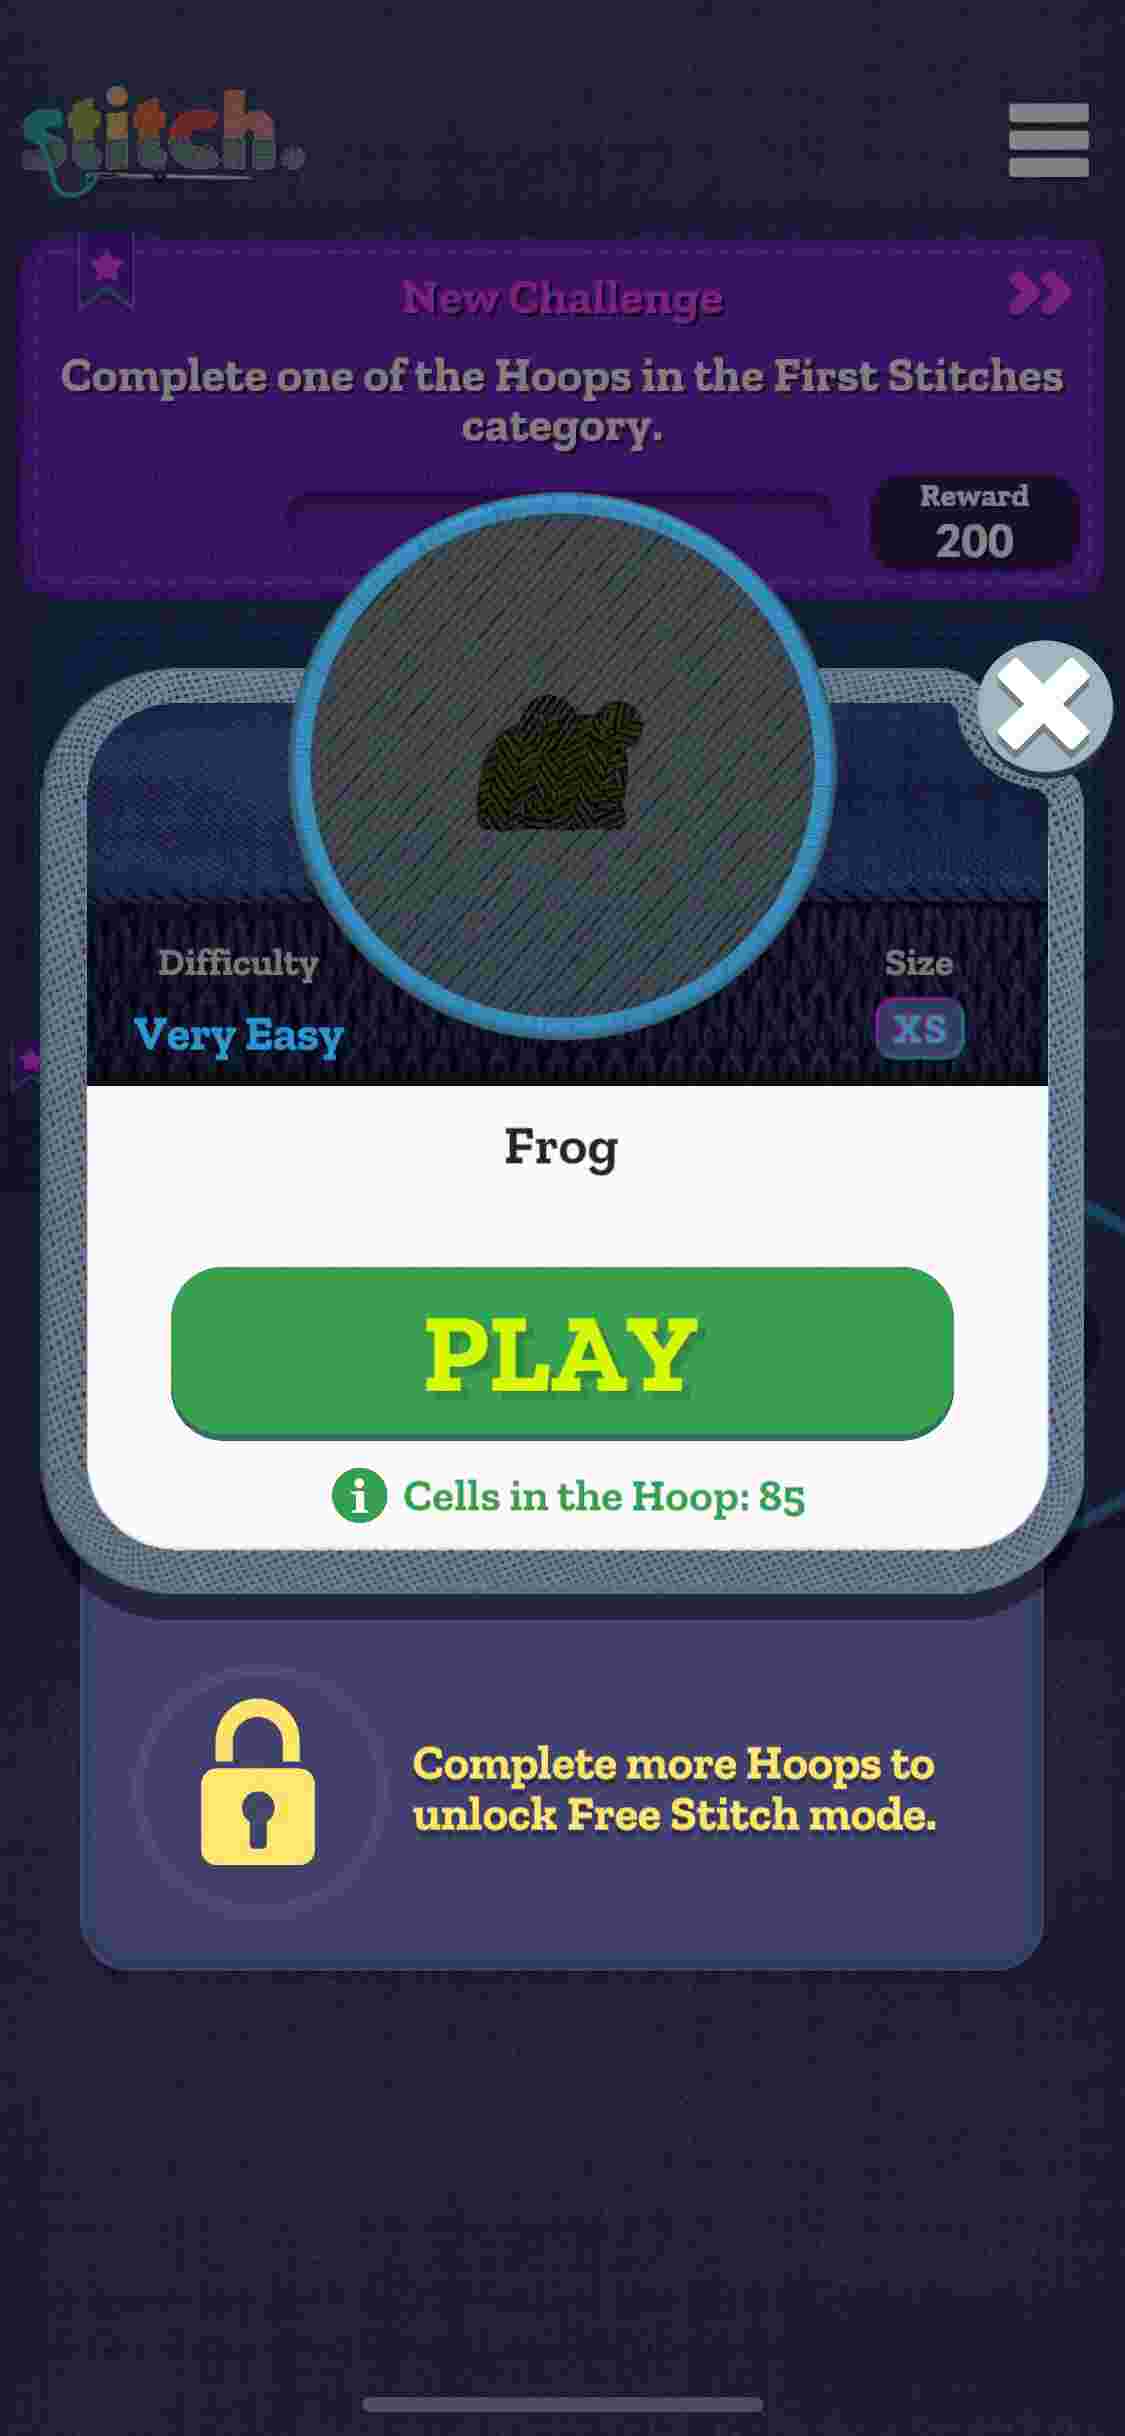 stitch.
New Challenge
Complete one of the Hoops in the First Stitches
category.
Reward
200
Difficulty
Very Easy
Size
XS
Frog
PLAY
Cells in the Hoop: 85
Complete more Hoops to
unlock Free Stitch mode.